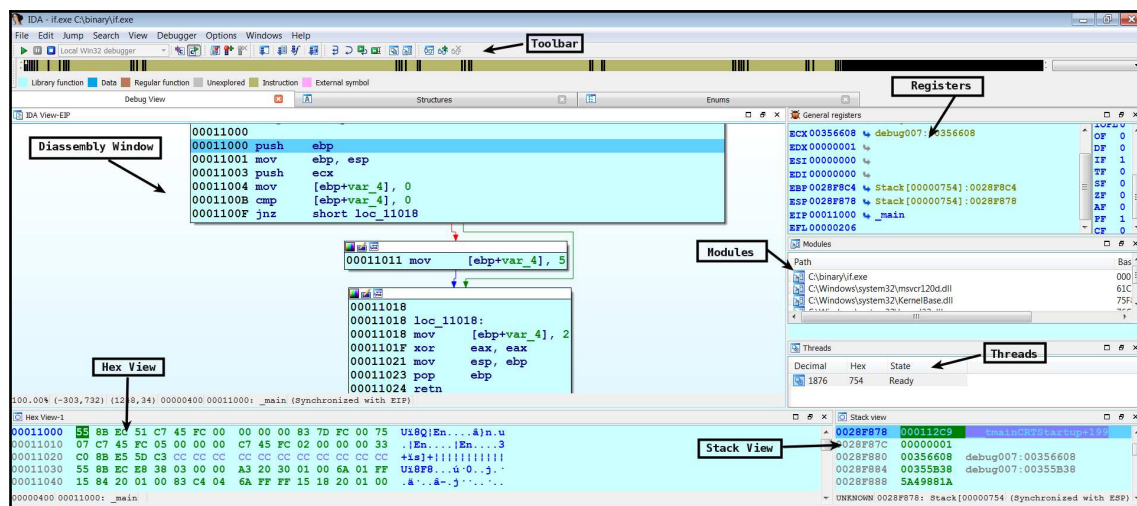 IDA - if.exe C:\binary\if.exe
File Edit Jump Search View Debugger Options Windows Help
Local Win32 debugger
Toolbar
Library function Data Regular function Unexplored Instruction External symbol
Registers
Debug View Structures Enums
IDA View-EIP
Diassembly Window
00011000
00011000 push ebp
00011001 mov ebp, esp
00011003 push ecx
00011004 mov [ebp+var_4], 0
0001100B cmp [ebp+var_4], 0
0001100F jnz short loc_11018
00011011 mov [ebp+var_4], 5
00011018
00011018 loc_11018:
00011018 mov [ebp+var_4], 2
0001101F xor eax, eax
00011021 mov esp, ebp
00011023 pop ebp
00011024 retn
100.00% (-303,732) 00000400 00011000: _main (Synchronized with EIP)
General registers
ECX 00356608 debug007:00356608
EDX 00000001
ESI 00000000
EDI 00000000
EBP 0028F8C4 Stack[00000754]:0028F8C4
ESP 0028F878 Stack[00000754]:0028F878
EIP 00011000 _main
EFL 00000206
OF 0
DF 0
IF 1
TF 0
SF 0
ZF 0
AF 0
PF 1
CF 0
Modules
Modules
Path Bas
C:\binary\if.exe 000
C:\Windows\system32\msvcr120d.dll 61C
C:\Windows\system32\KernelBase.dll 75F
Threads
Threads
Decimal Hex State
1876 754 Ready
Hex View
Hex View-1
00011000 55 8B EC 51 C7 45 FC 00 00 00 00 83 7D FC 00 75
00011010 07 C7 45 FC 05 00 00 00 C7 45 FC 02 00 00 00 33
00011020 C0 8B E5 5D C3 CC CC CC CC CC CC CC CC CC CC CC
00011030 55 8B EC E8 38 03 00 00 A3 20 30 01 00 6A 01 FF
00011040 15 84 20 01 00 83 C4 04 6A FF FF 15 18 20 01 00
00000400 00011000: _main
Stack View
Stack view
0028F878 000112C9 tmainCRTStartup+199
0028F87C 00000001
0028F880 00356608 debug007:00356608
0028F884 00355B38 debug007:00355B38
0028F888 5A49881A
UNKNOWN 0028F878: Stack[00000754 (Synchronized with ESP)